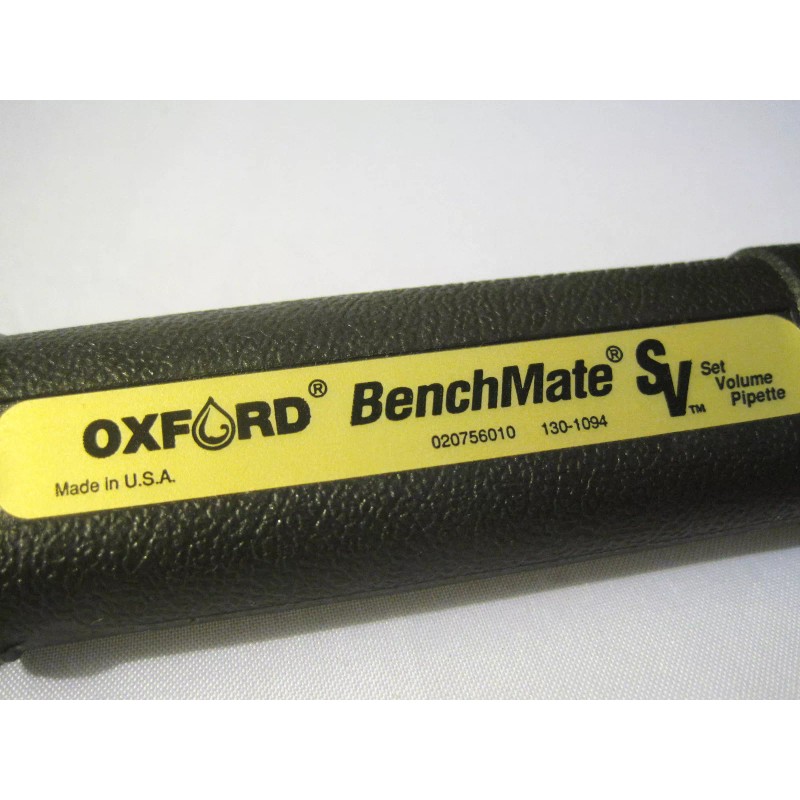 OXFORD® BenchMate® SV™ Set Volume Pipette
020756010 130-1094
Made in U.S.A.